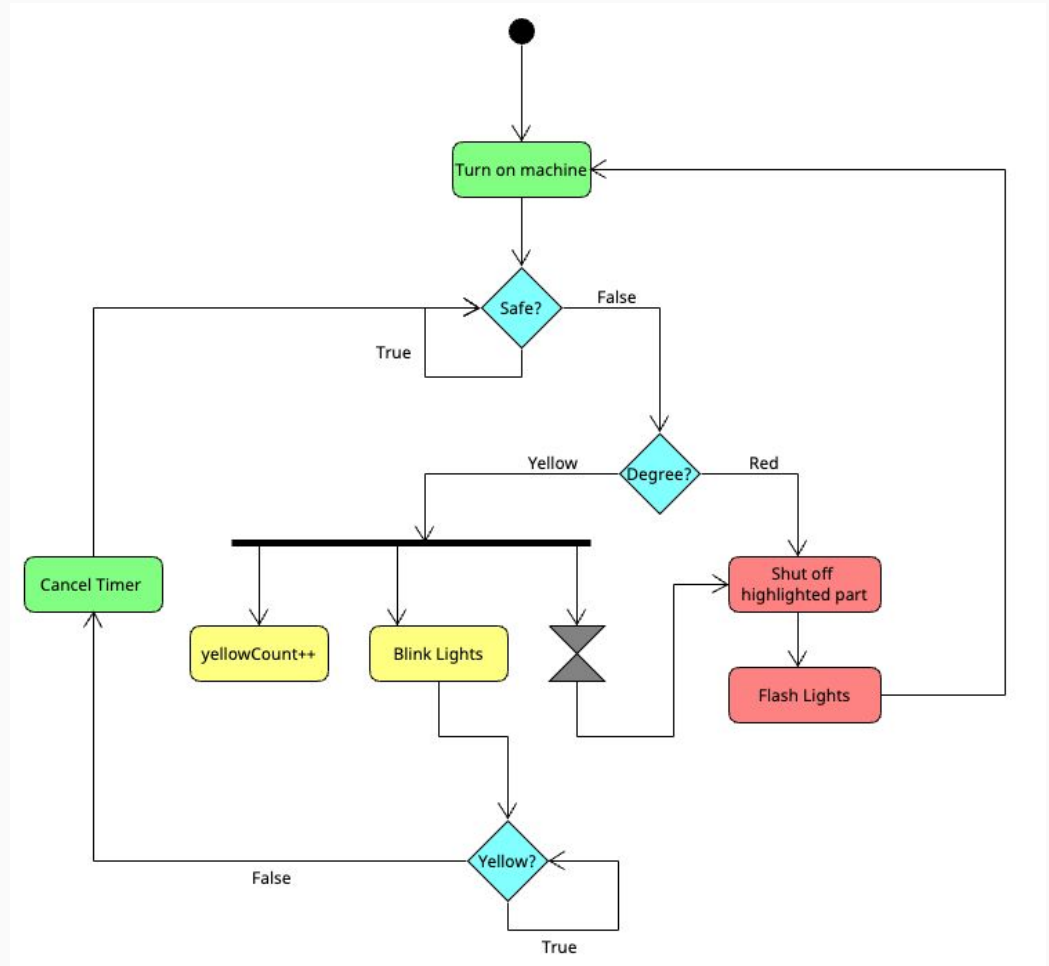 Turn on machine
Safe?
False
True
Yellow
Degree?
Red
Cancel Timer
Shut off
highlighted part
yellowCount++
Blink Lights
Flash Lights
Yellow?
False
True